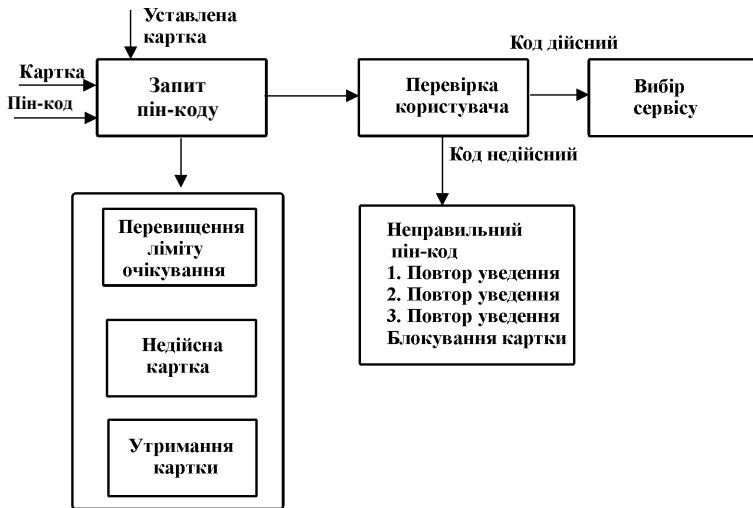 Уставлена
картка
Картка
Пін-код
Запит
пін-коду
Перевірка
користувача
Код дійсний
Вибір
сервісу
Код недійсний
Перевищення
ліміту
очікування
Недійсна
картка
Утримання
картки
Неправильний
пін-код
1. Повтор уведення
2. Повтор уведення
3. Повтор уведення
Блокування картки